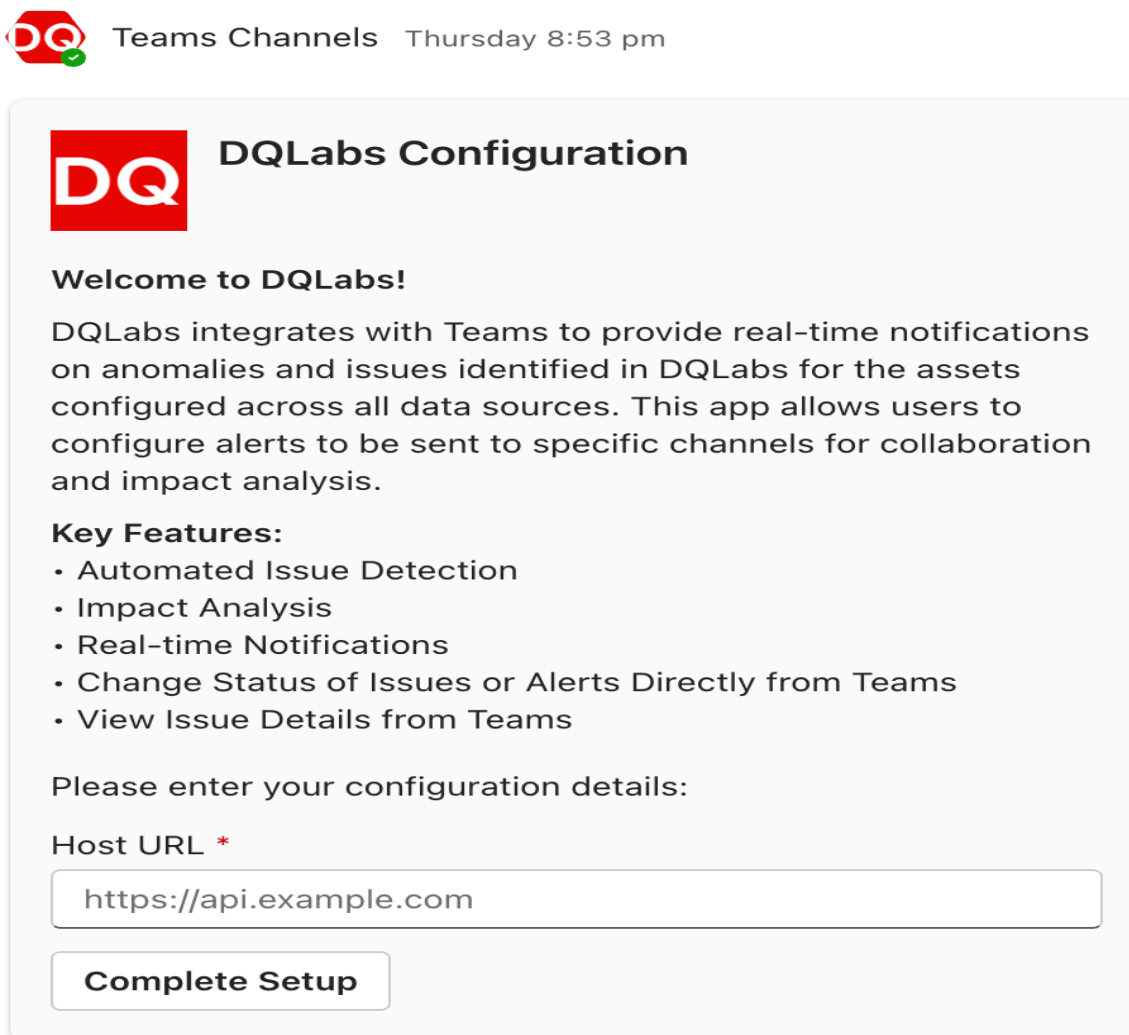 DQ
Teams Channels Thursday 8:53 pm
DQ
DQLabs Configuration
Welcome to DQLabs!
DQLabs integrates with Teams to provide real-time notifications
on anomalies and issues identified in DQLabs for the assets
configured across all data sources. This app allows users to
configure alerts to be sent to specific channels for collaboration
and impact analysis.
Key Features:
• Automated Issue Detection
• Impact Analysis
• Real-time Notifications
• Change Status of Issues or Alerts Directly from Teams
• View Issue Details from Teams
Please enter your configuration details:
Host URL *
https://api.example.com
Complete Setup